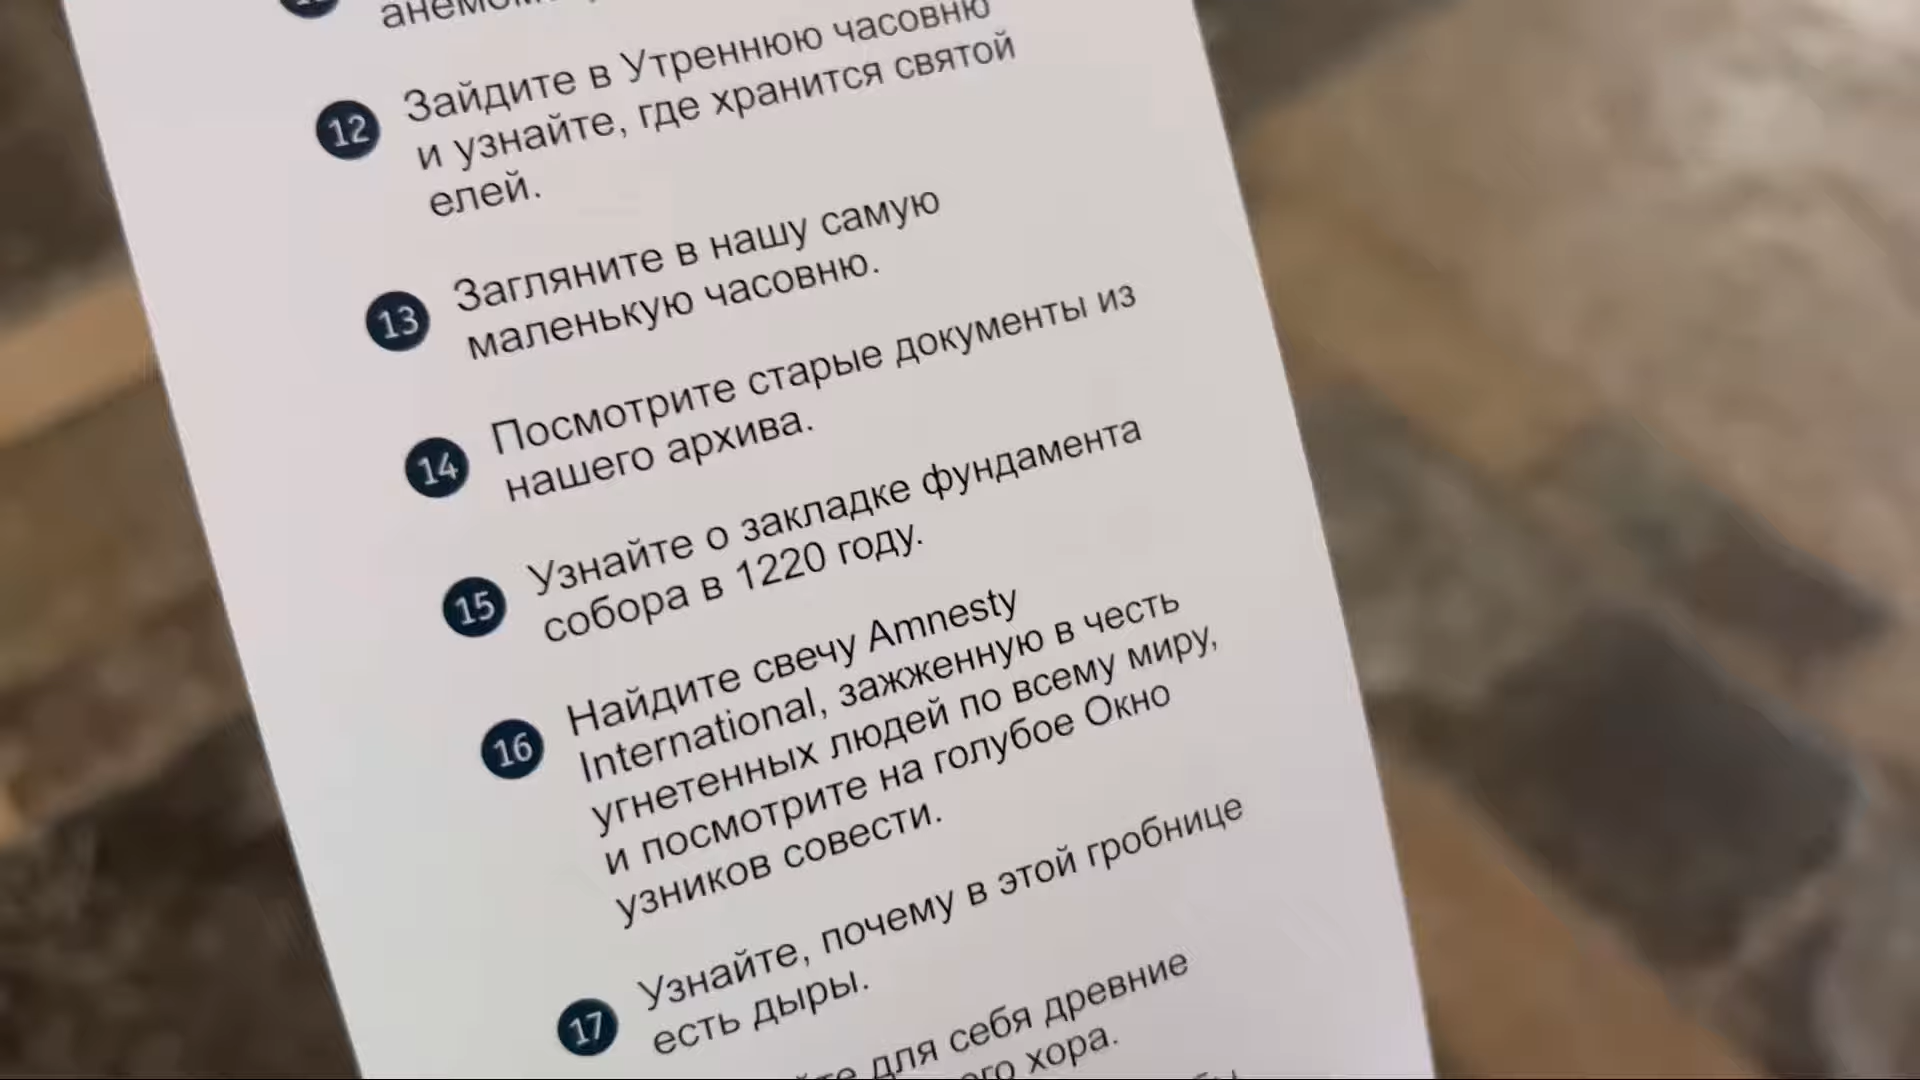 12 Зайдите в Утреннюю часовню
и узнайте, где хранится святой
елей.
13 Загляните в нашу самую
маленькую часовню.
14 Посмотрите старые документы из
нашего архива.
15 Узнайте о закладке фундамента
собора в 1220 году.
16 Найдите свечу Amnesty
International, зажженную в честь
угнетенных людей по всему миру,
и посмотрите на голубое Окно
узников совести.
17 Узнайте, почему в этой гробнице
есть дыры.
для себя древние
хора.